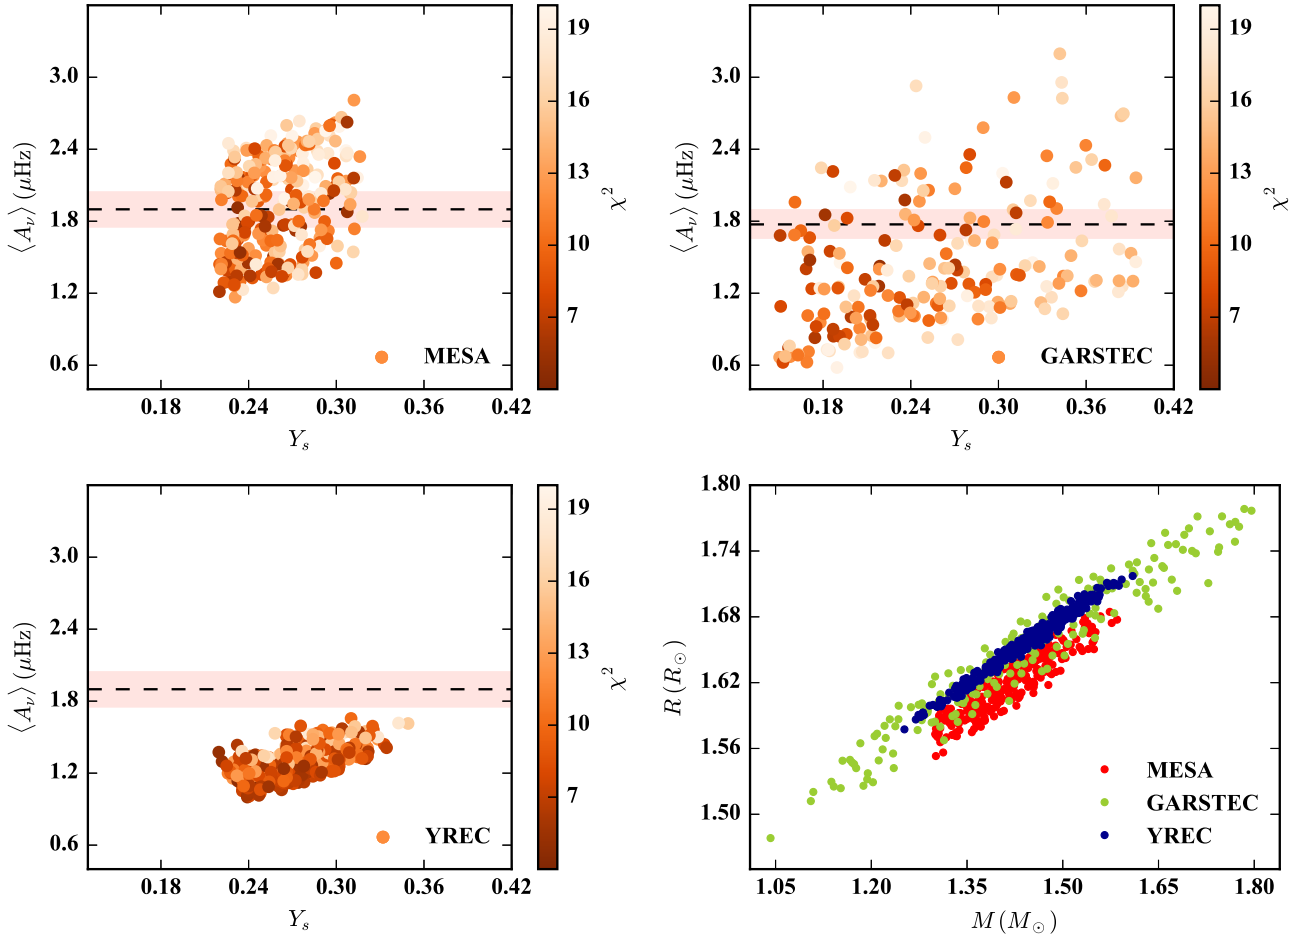 3.0
2.4
1.8
1.2
0.6
⟨A_ν⟩ (μHz)
0.18 0.24 0.30 0.36 0.42
Y_s
MESA
19
16
13
10
7
χ²
3.0
2.4
1.8
1.2
0.6
⟨A_ν⟩ (μHz)
0.18 0.24 0.30 0.36 0.42
Y_s
GARSTEC
19
16
13
10
7
χ²
3.0
2.4
1.8
1.2
0.6
⟨A_ν⟩ (μHz)
0.18 0.24 0.30 0.36 0.42
Y_s
YREC
19
16
13
10
7
χ²
1.80
1.74
1.68
1.62
1.56
1.50
R (R_⊙)
MESA
GARSTEC
YREC
1.05 1.20 1.35 1.50 1.65 1.80
M (M_⊙)